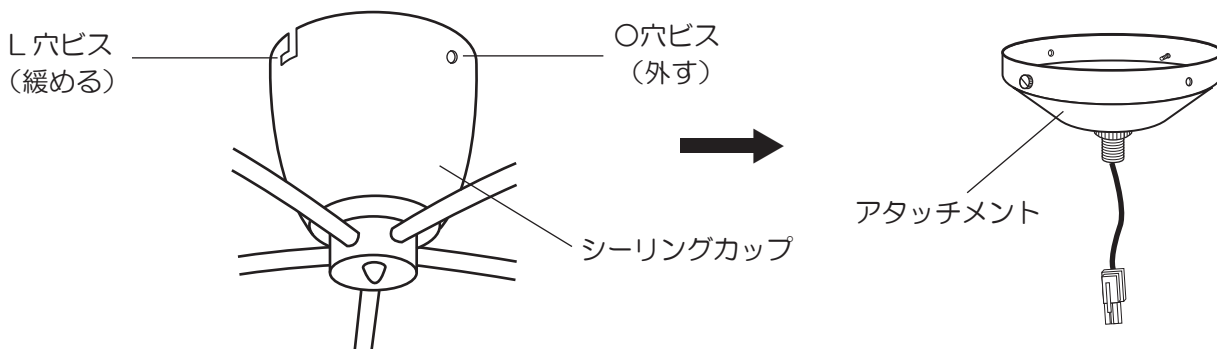 L 穴ビス
（緩める）
〇穴ビス
（外す）
シーリングカップ
アタッチメント